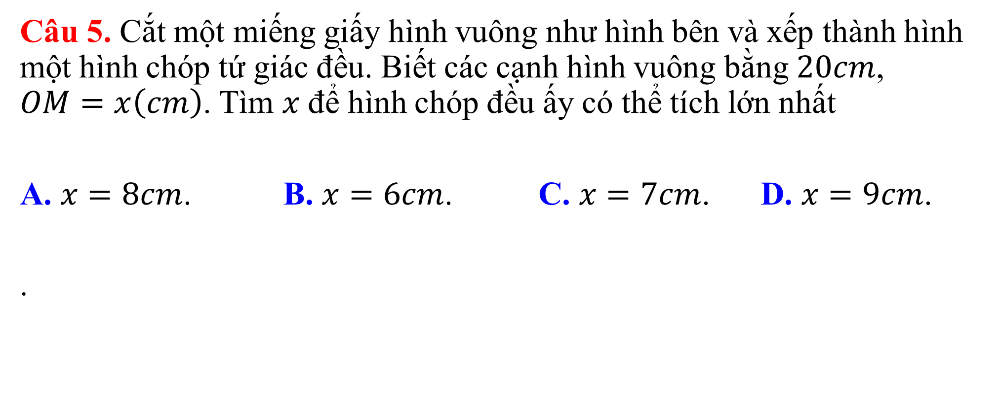 Câu 5. Cắt một miếng giấy hình vuông như hình bên và xếp thành hình
một hình chóp tứ giác đều. Biết các cạnh hình vuông bằng 20cm,
OM = x(cm). Tìm x để hình chóp đều ấy có thể tích lớn nhất
A. x = 8cm. B. x = 6cm. C. x = 7cm. D. x = 9cm.
.